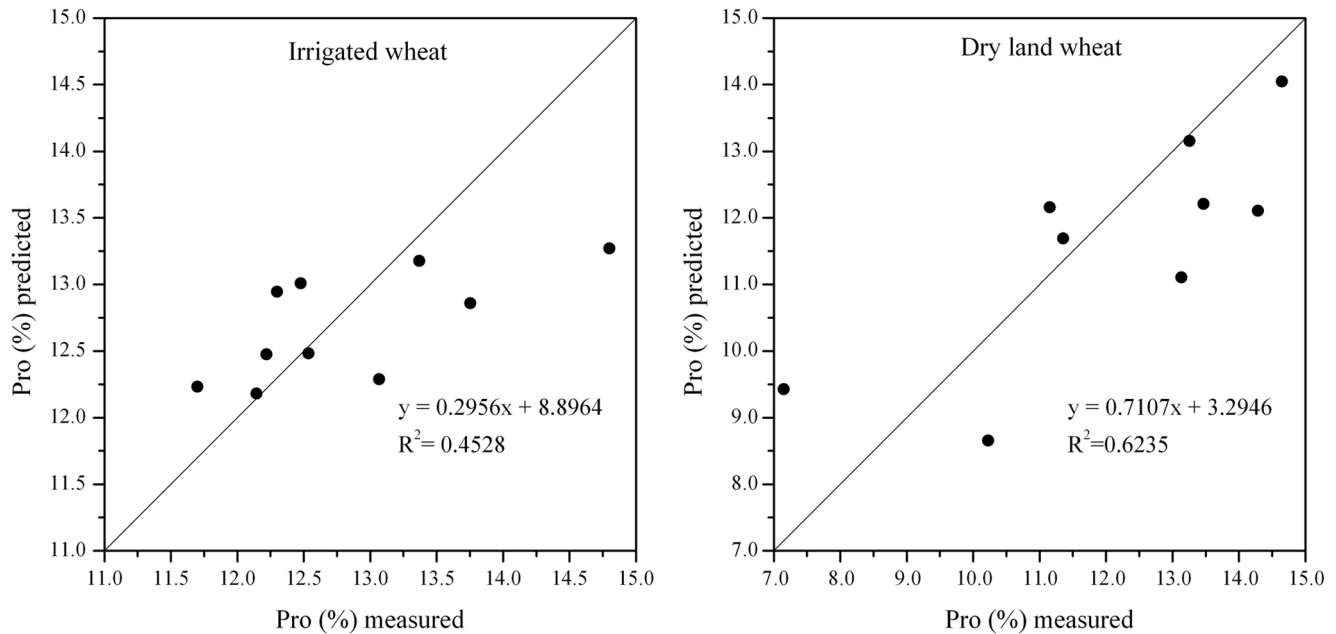 Irrigated wheat
Pro (%) predicted
15.0
14.5
14.0
13.5
13.0
12.5
12.0
11.5
11.0
y = 0.2956x + 8.8964
R²= 0.4528
11.0 11.5 12.0 12.5 13.0 13.5 14.0 14.5 15.0
Pro (%) measured
Dry land wheat
Pro (%) predicted
15.0
14.0
13.0
12.0
11.0
10.0
9.0
8.0
7.0
y = 0.7107x + 3.2946
R²=0.6235
7.0 8.0 9.0 10.0 11.0 12.0 13.0 14.0 15.0
Pro (%) measured